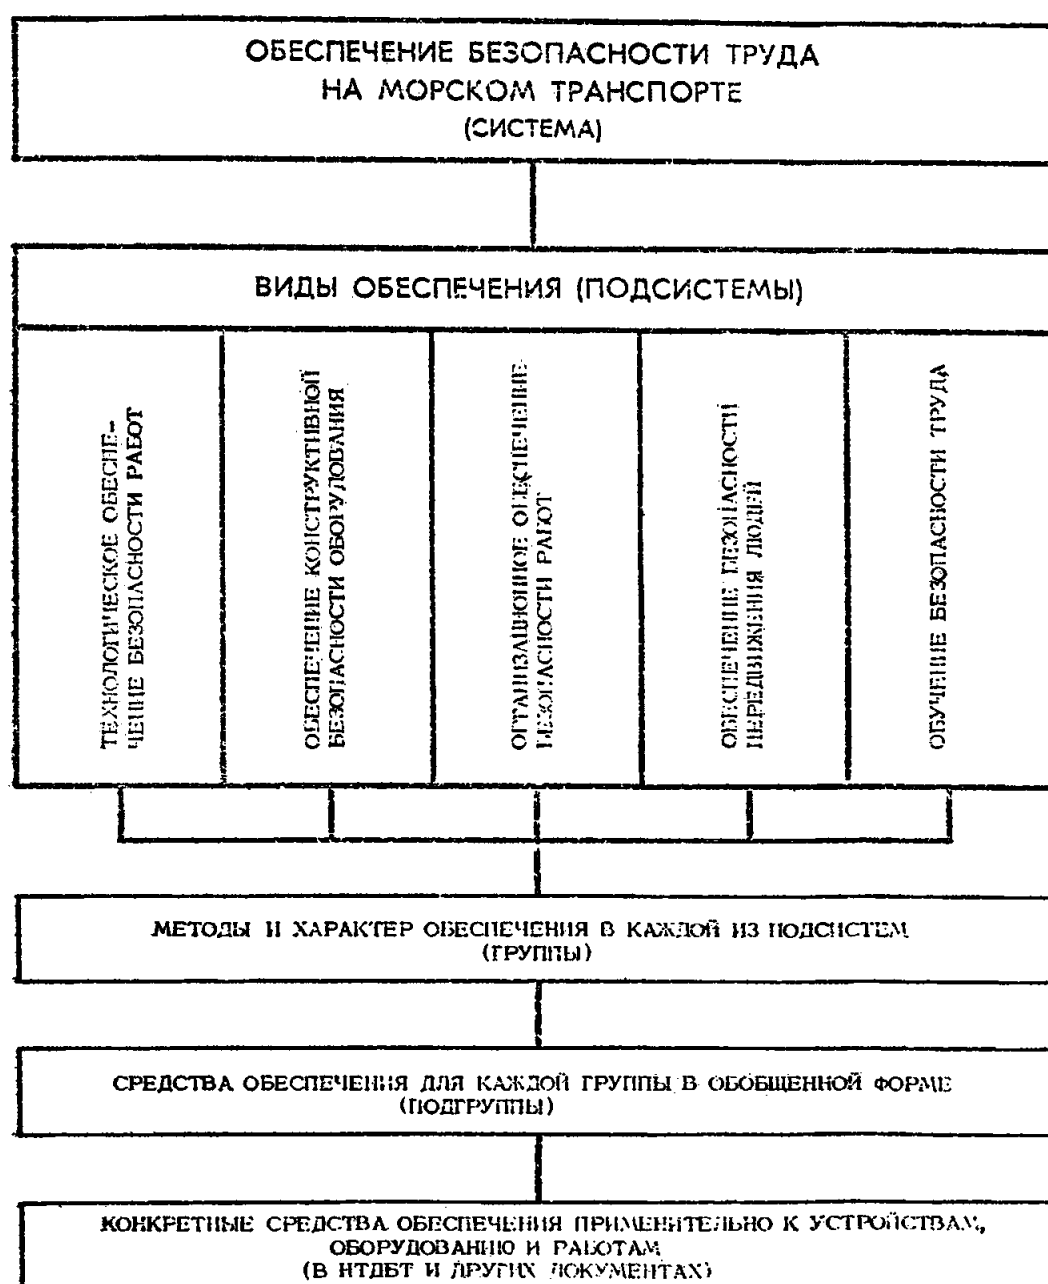 ОБЕСПЕЧЕНИЕ БЕЗОПАСНОСТИ ТРУДА
НА МОРСКОМ ТРАНСПОРТЕ
(СИСТЕМА)
ВИДЫ ОБЕСПЕЧЕНИЯ (ПОДСИСТЕМЫ)
ТЕХНОЛОГИЧЕСКОЕ ОБЕСПЕ-
ЧЕНИЕ БЕЗОПАСНОСТИ РАБОТ
ОБЕСПЕЧЕНИЕ КОНСТРУКТИВНОЙ
БЕЗОПАСНОСТИ ОБОРУДОВАНИЯ
ОРГАНИЗАЦИОННОЕ ОБЕСПЕЧЕНИЕ
БЕЗОПАСНОСТИ РАБОТ
ОБЕСПЕЧЕНИЕ БЕЗОПАСНОСТИ
ПЕРЕДВИЖЕНИЯ ЛЮДЕЙ
ОБУЧЕНИЕ БЕЗОПАСНОСТИ ТРУДА
МЕТОДЫ И ХАРАКТЕР ОБЕСПЕЧЕНИЯ В КАЖДОЙ ИЗ ПОДСИСТЕМ
(ГРУППЫ)
СРЕДСТВА ОБЕСПЕЧЕНИЯ ДЛЯ КАЖДОЙ ГРУППЫ В ОБОБЩЕННОЙ ФОРМЕ
(ПОДГРУППЫ)
КОНКРЕТНЫЕ СРЕДСТВА ОБЕСПЕЧЕНИЯ ПРИМЕНИТЕЛЬНО К УСТРОЙСТВАМ,
ОБОРУДОВАНИЮ И РАБОТАМ
(В НТДБТ И ДРУГИХ ДОКУМЕНТАХ)